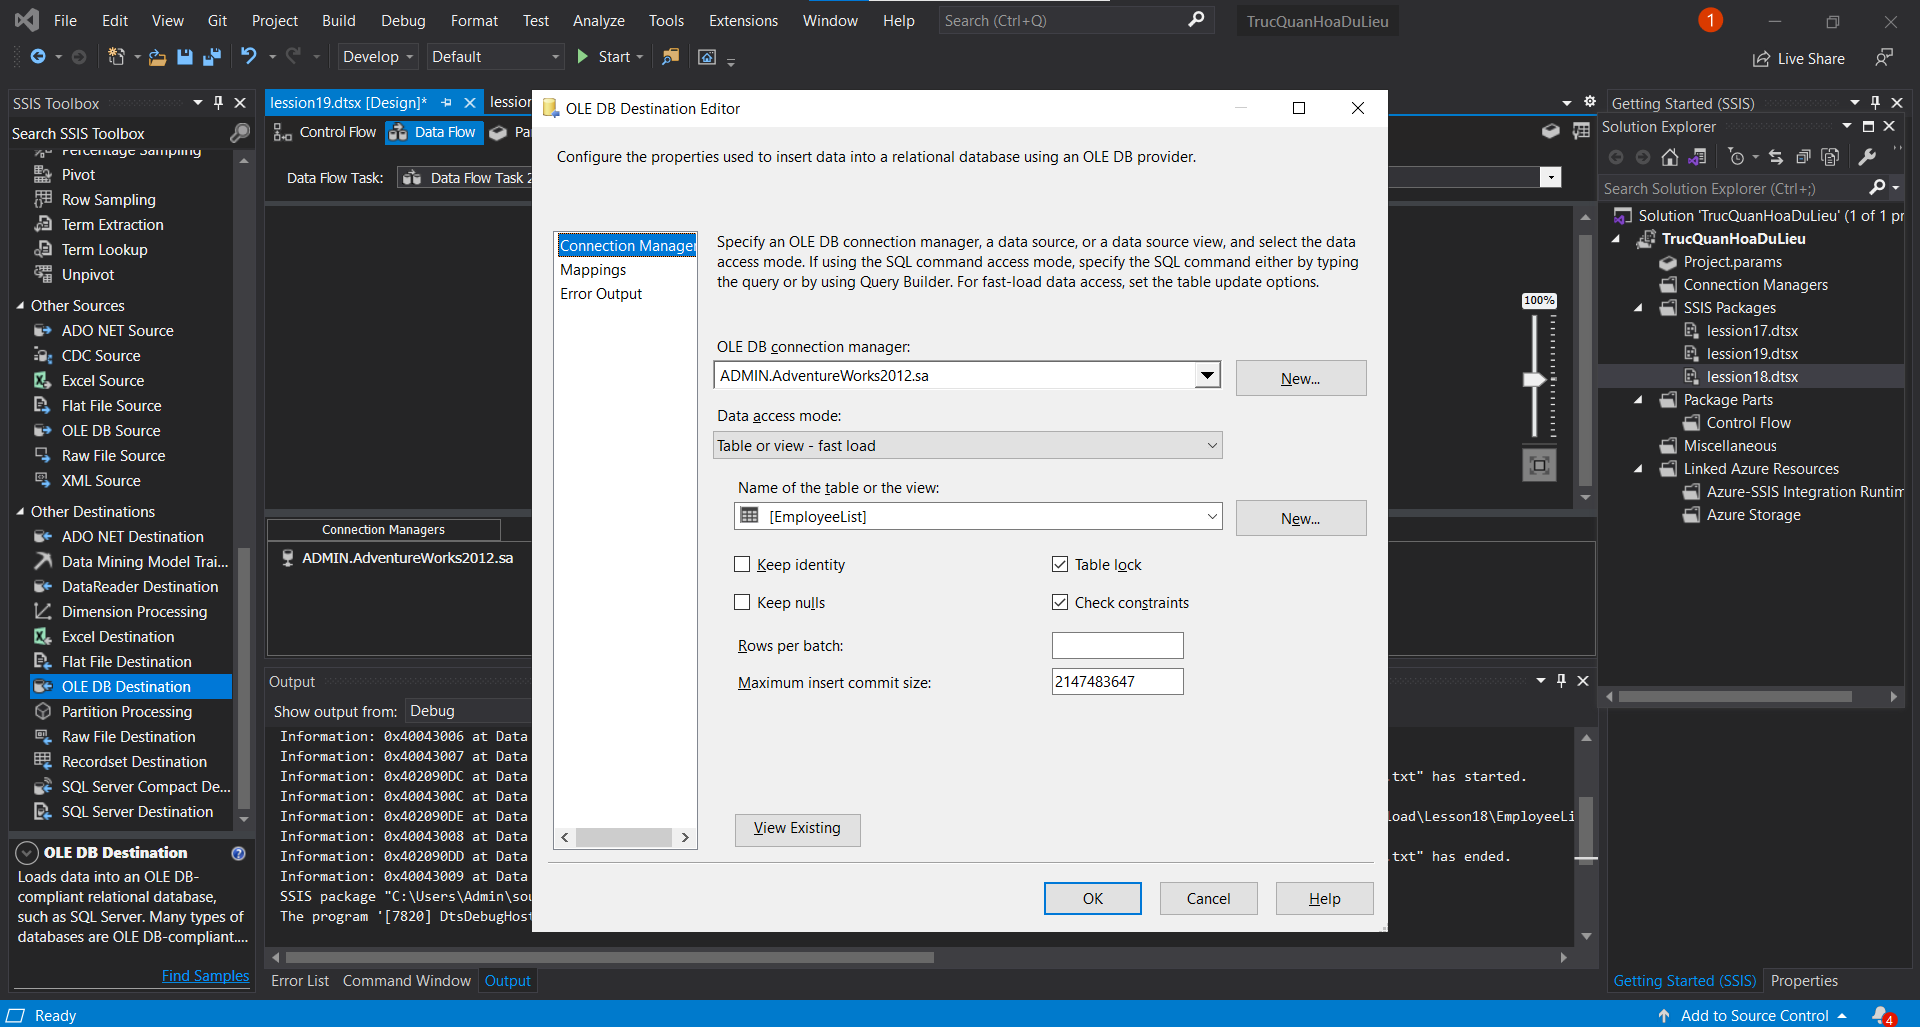 File Edit View Git Project Build Debug Format Test Analyze Tools Extensions Window Help Search (Ctrl+Q) TrucQuanHoaDuLieu 1
Develop Default Start Live Share
SSIS Toolbox
Search SSIS Toolbox
Percentage Sampling
Pivot
Row Sampling
Term Extraction
Term Lookup
Unpivot
Other Sources
ADO NET Source
CDC Source
Excel Source
Flat File Source
OLE DB Source
Raw File Source
XML Source
Other Destinations
ADO NET Destination
Data Mining Model Trai...
DataReader Destination
Dimension Processing
Excel Destination
Flat File Destination
OLE DB Destination
Partition Processing
Raw File Destination
Recordset Destination
SQL Server Compact De...
SQL Server Destination
OLE DB Destination
Loads data into an OLE DB-
compliant relational database,
such as SQL Server. Many types of
databases are OLE DB-compliant....
Find Samples
lession19.dtsx [Design]* lession
Control Flow Data Flow Pa
Data Flow Task: Data Flow Task 2
100%
Connection Managers
ADMIN.AdventureWorks2012.sa
OLE DB Destination Editor
Configure the properties used to insert data into a relational database using an OLE DB provider.
Connection Manager
Mappings
Error Output
Specify an OLE DB connection manager, a data source, or a data source view, and select the data
access mode. If using the SQL command access mode, specify the SQL command either by typing
the query or by using Query Builder. For fast-load data access, set the table update options.
OLE DB connection manager:
ADMIN.AdventureWorks2012.sa New...
Data access mode:
Table or view - fast load
Name of the table or the view:
[EmployeeList] New...
Keep identity Table lock
Keep nulls Check constraints
Rows per batch:
Maximum insert commit size: 2147483647
View Existing
OK Cancel Help
Output
Show output from: Debug
Information: 0x40043006 at Data
Information: 0x40043007 at Data
Information: 0x402090DC at Data .txt" has started.
Information: 0x4004300C at Data
Information: 0x402090DE at Data load\Lesson18\EmployeeLi
Information: 0x40043008 at Data
Information: 0x402090DD at Data .txt" has ended.
Information: 0x40043009 at Data
SSIS package "C:\Users\Admin\sou
The program '[7820] DtsDebugHost
Error List Command Window Output
Getting Started (SSIS)
Solution Explorer
Search Solution Explorer (Ctrl+;)
Solution 'TrucQuanHoaDuLieu' (1 of 1 pr
TrucQuanHoaDuLieu
Project.params
Connection Managers
SSIS Packages
lession17.dtsx
lession19.dtsx
lession18.dtsx
Package Parts
Control Flow
Miscellaneous
Linked Azure Resources
Azure-SSIS Integration Runtim
Azure Storage
Getting Started (SSIS) Properties
Ready Add to Source Control 4